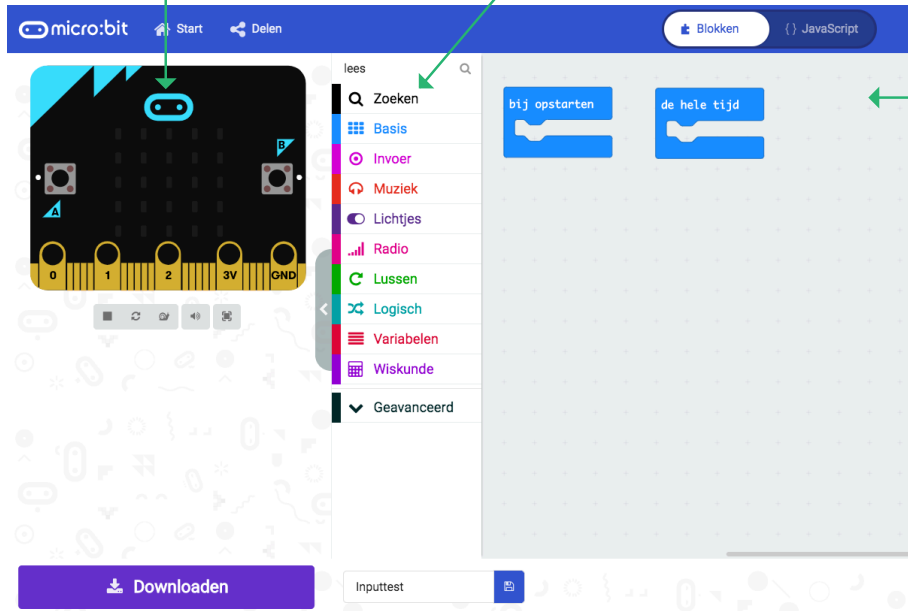 micro:bit Start Delen Blokken {} JavaScript
lees
Zoeken
Basis
Invoer
Muziek
Lichtjes
Radio
Lussen
Logisch
Variabelen
Wiskunde
Geavanceerd
bij opstarten
de hele tijd
B
A
0 1 2 3V GND
Downloaden
Inputtest